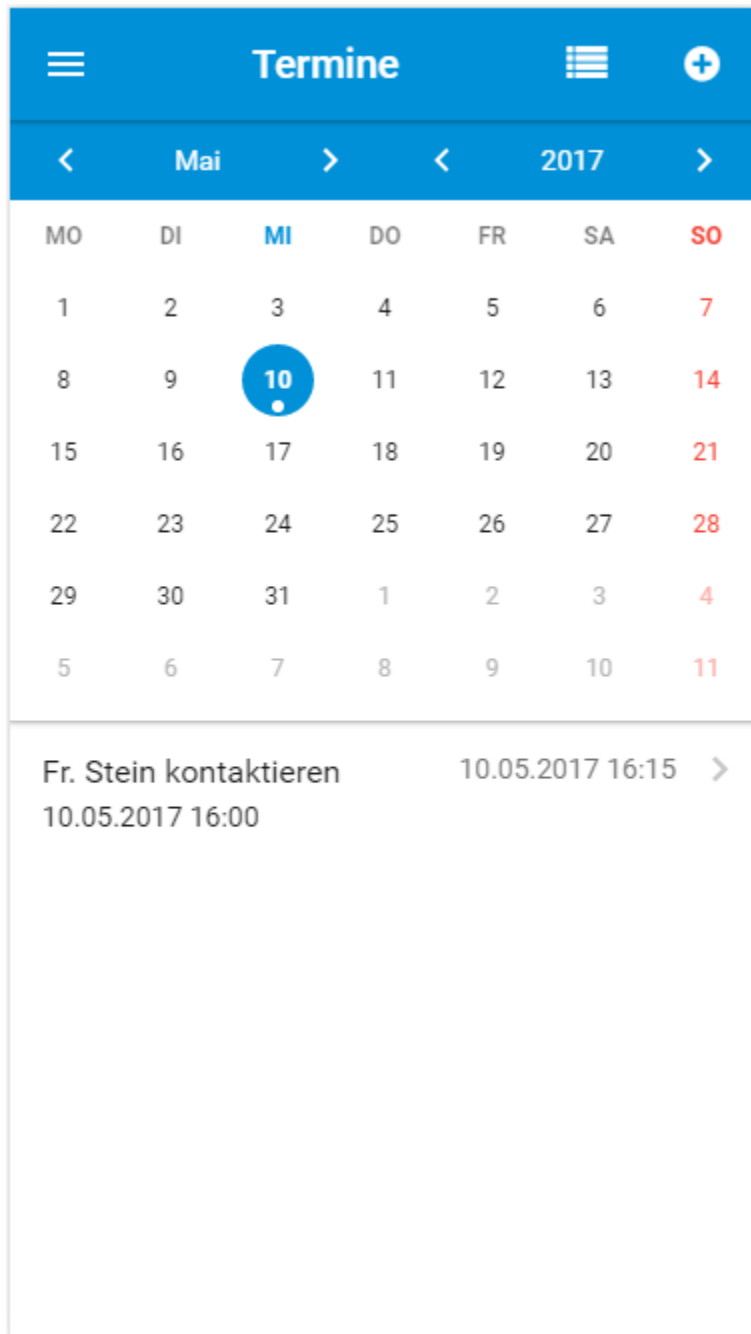 Termine
Mai 2017
MO DI MI DO FR SA SO
1 2 3 4 5 6 7
8 9 10 11 12 13 14
15 16 17 18 19 20 21
22 23 24 25 26 27 28
29 30 31 1 2 3 4
5 6 7 8 9 10 11
Fr. Stein kontaktieren 10.05.2017 16:15
10.05.2017 16:00